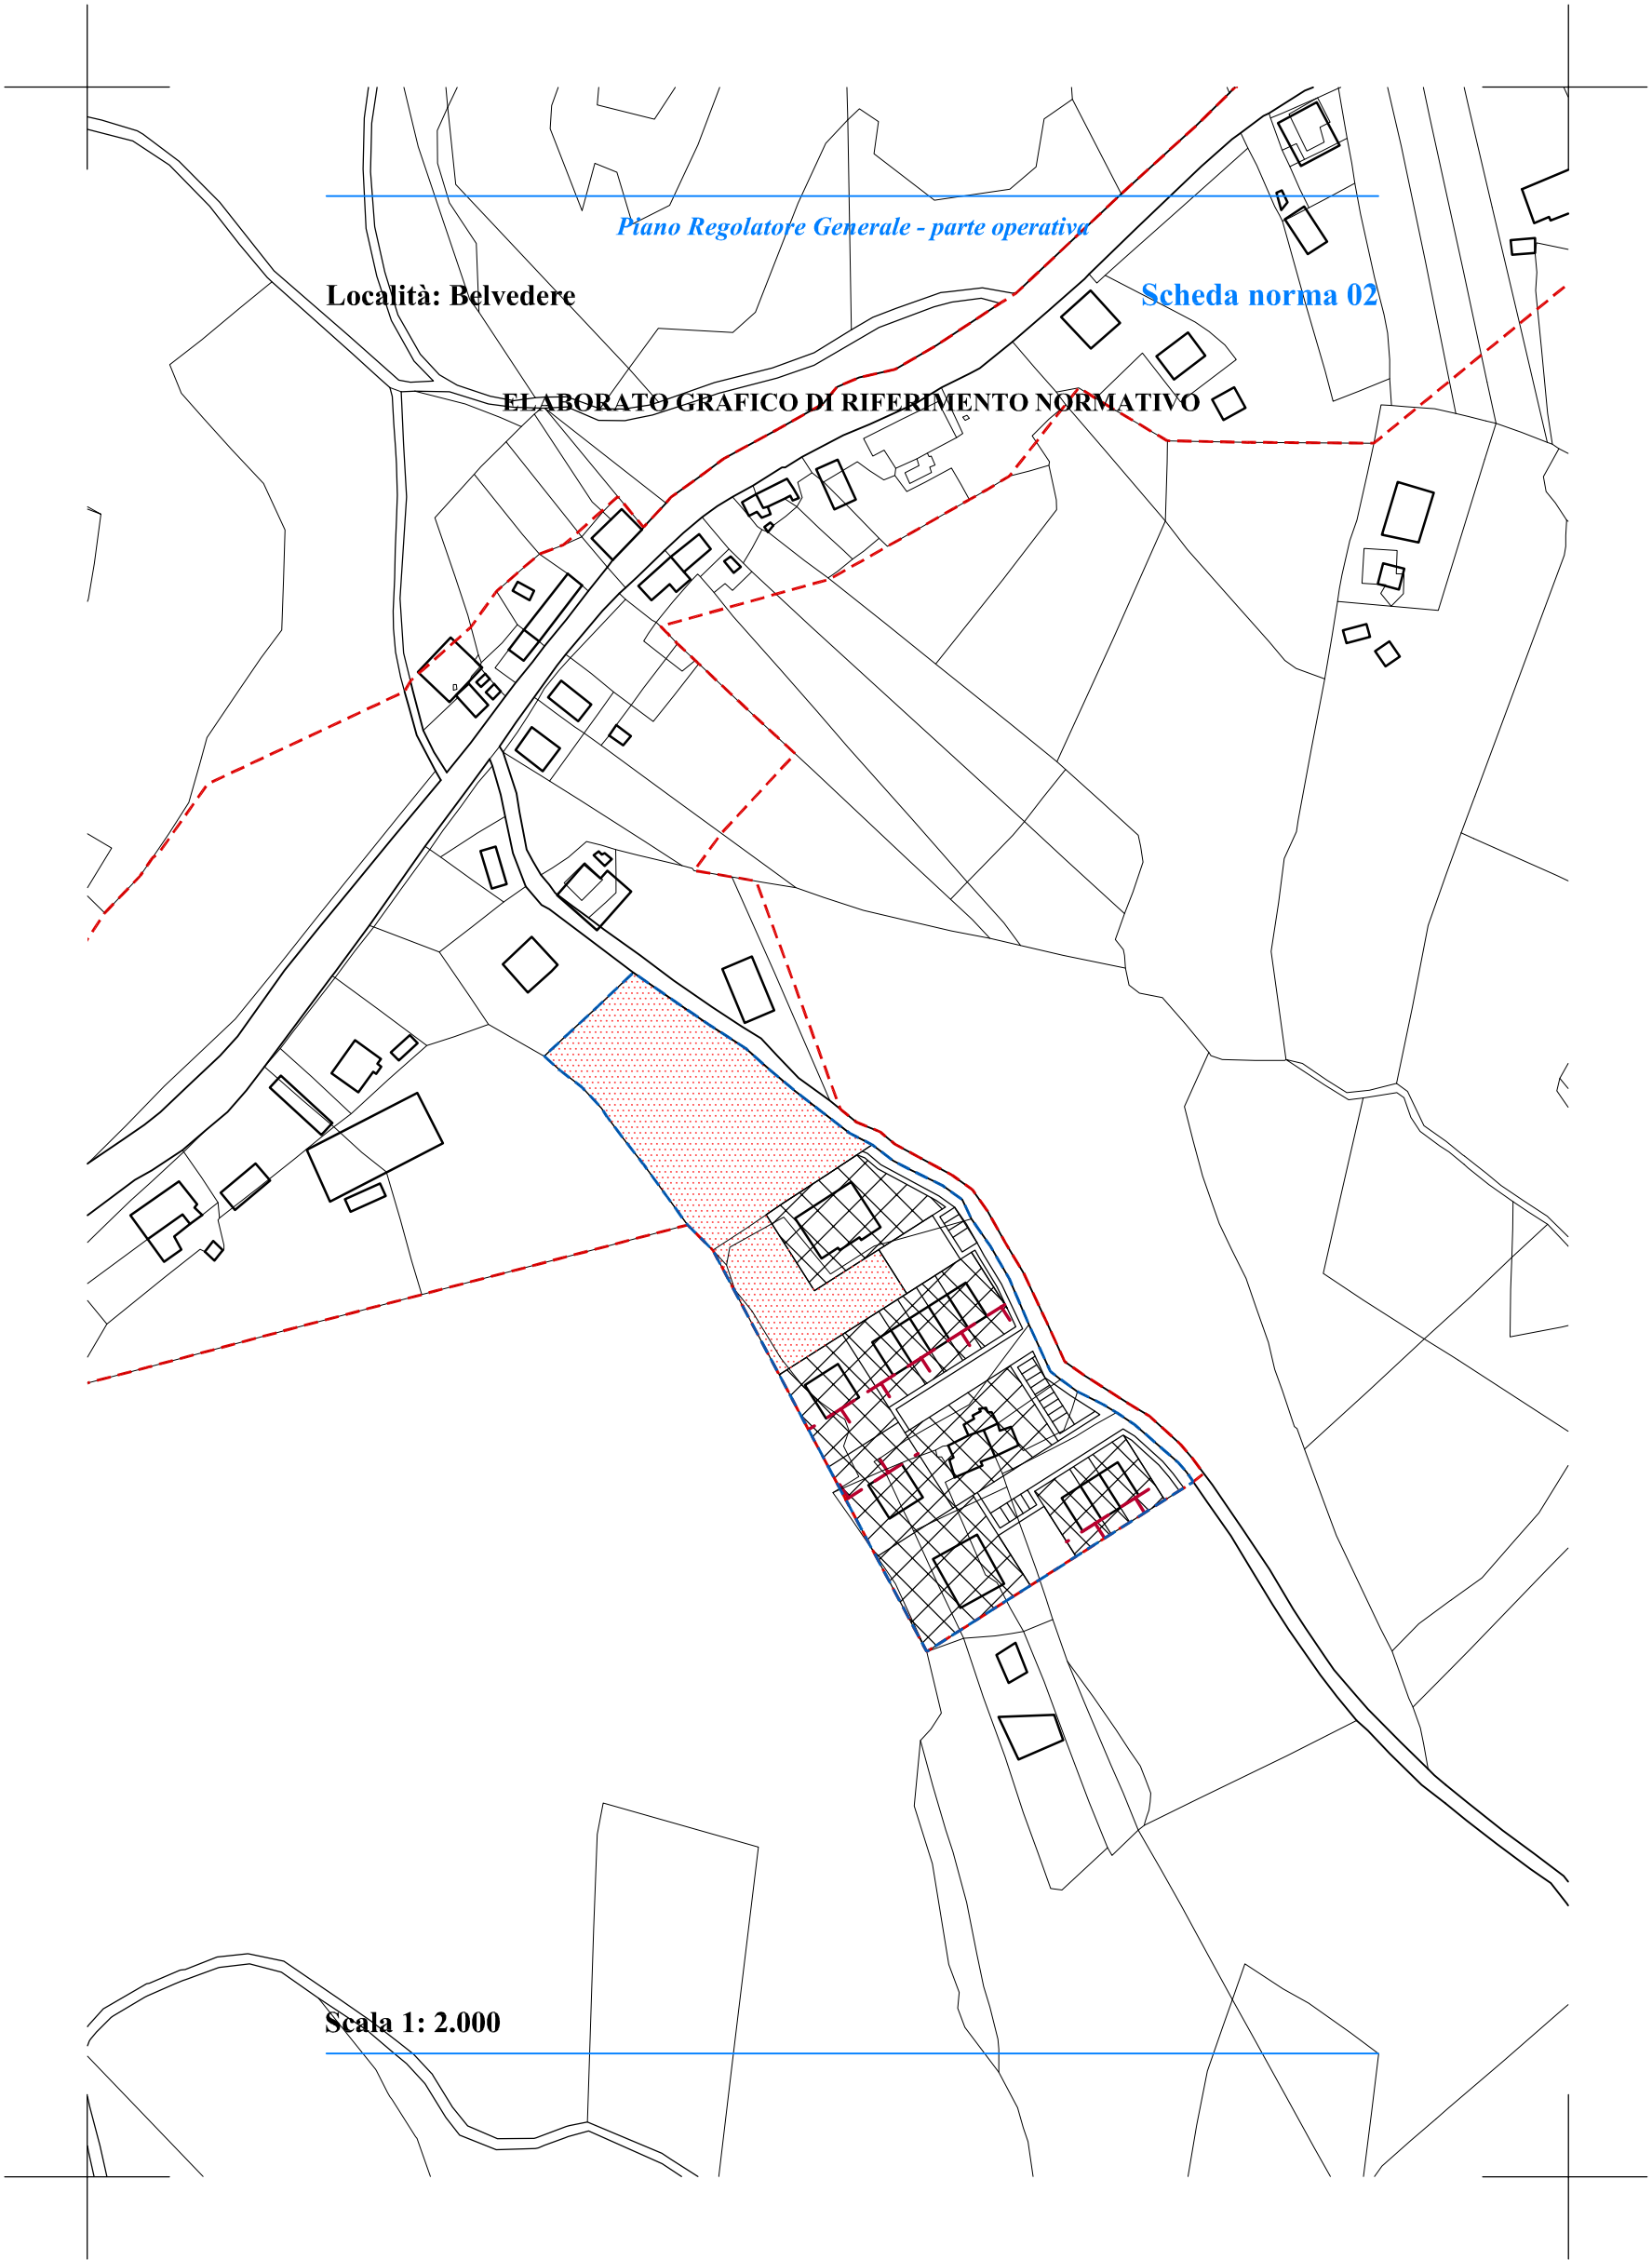 Piano Regolatore Generale - parte operativa
Località: Belvedere
Scheda norma 02
ELABORATO GRAFICO DI RIFERIMENTO NORMATIVO
Scala 1: 2.000